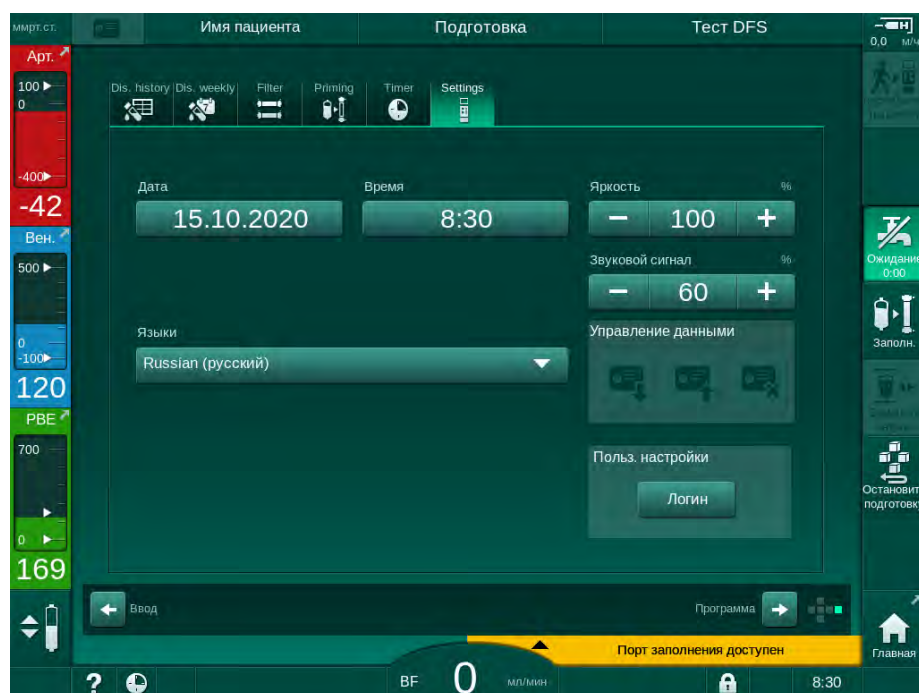 ммрт.ст.
Имя пациента
Подготовка
Тест DFS
0,0 м/ч
Арт.
100
0
-400
-42
Вен.
500
0
-100
120
PBE
700
0
169
Dis. history
Dis. weekly
Filter
Priming
Timer
Settings
Дата
Время
Яркость %
15.10.2020
8:30
− 100 +
Звуковой сигнал %
− 60 +
Языки
Управление данными
Russian (русский)
Польз. настройки
Логин
Ожидание
0:00
Заполн.
Остановит
подготовк
Ввод
Программа
Порт заполнения доступен
Главная
?
BF 0 мл/мин
8:30